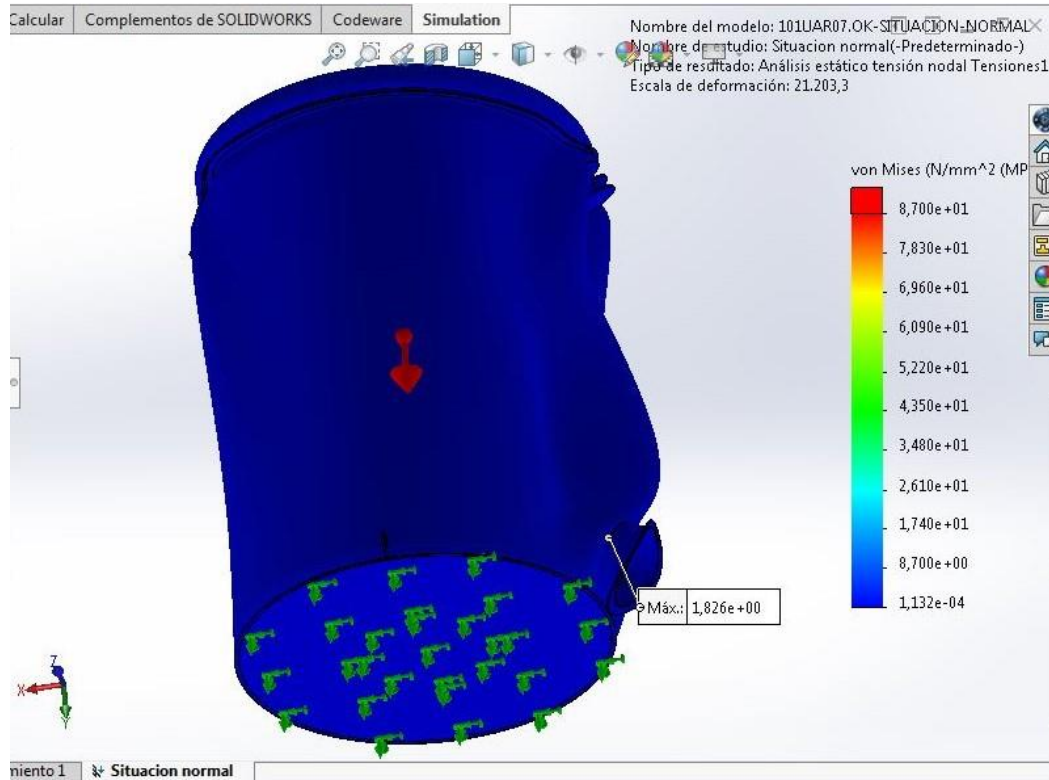 Calcular Complementos de SOLIDWORKS Codeware Simulation
Nombre del modelo: 101UAR07.OK-SITUACION-NORMAL
Nombre de estudio: Situacion normal(-Predeterminado-)
Tipo de resultado: Análisis estático tensión nodal Tensiones1
Escala de deformación: 21.203,3
von Mises (N/mm^2 (MP
8,700e+01
7,830e+01
6,960e+01
6,090e+01
5,220e+01
4,350e+01
3,480e+01
2,610e+01
1,740e+01
8,700e+00
1,132e-04
Máx.: 1,826e+00
Z
X
Y
miento 1 Situacion normal